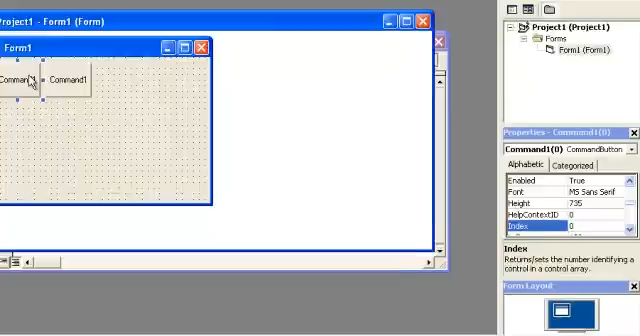 Project1 - Form1 (Form)
Form1
Command1
Command1
Project1 (Project1)
Forms
Form1 (Form1)
Properties - Command1(0)
Command1(0) CommandButton
Alphabetic Categorized
Enabled True
Font MS Sans Serif
Height 735
HelpContextID 0
Index 0
Index
Returns/sets the number identifying a
control in a control array.
Form Layout